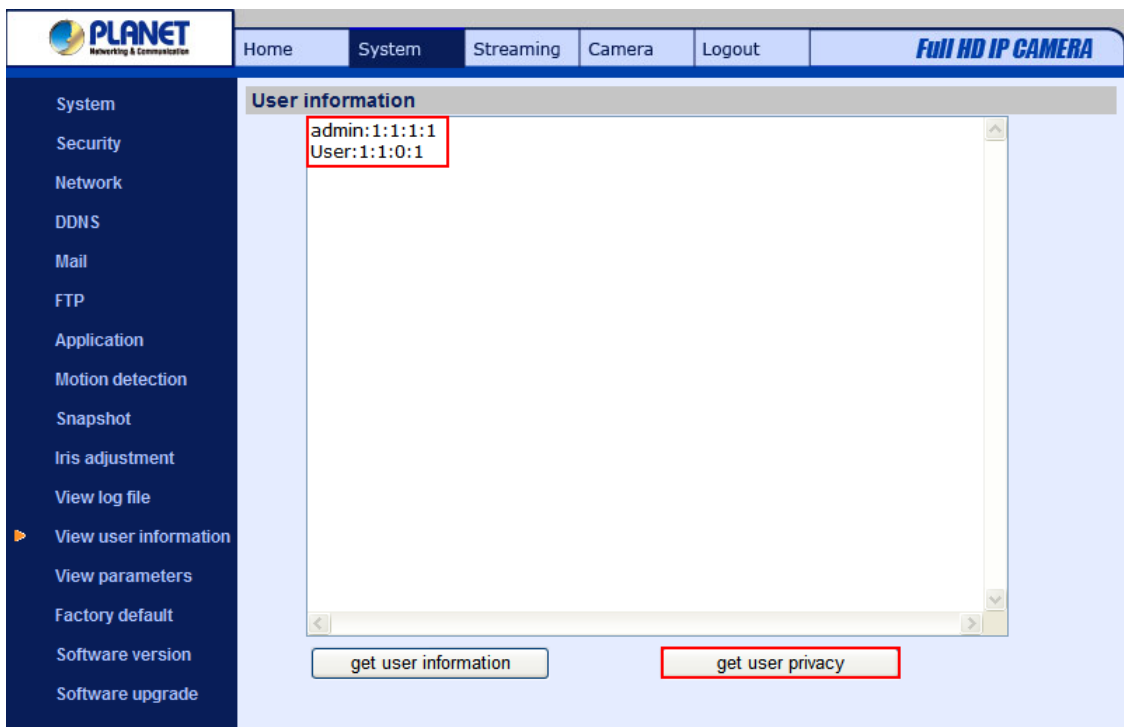 PLANET
Networking & Communication
Home System Streaming Camera Logout Full HD IP CAMERA
System
Security
Network
DDNS
Mail
FTP
Application
Motion detection
Snapshot
Iris adjustment
View log file
View user information
View parameters
Factory default
Software version
Software upgrade
User information
admin:1:1:1:1
User:1:1:0:1
get user information get user privacy